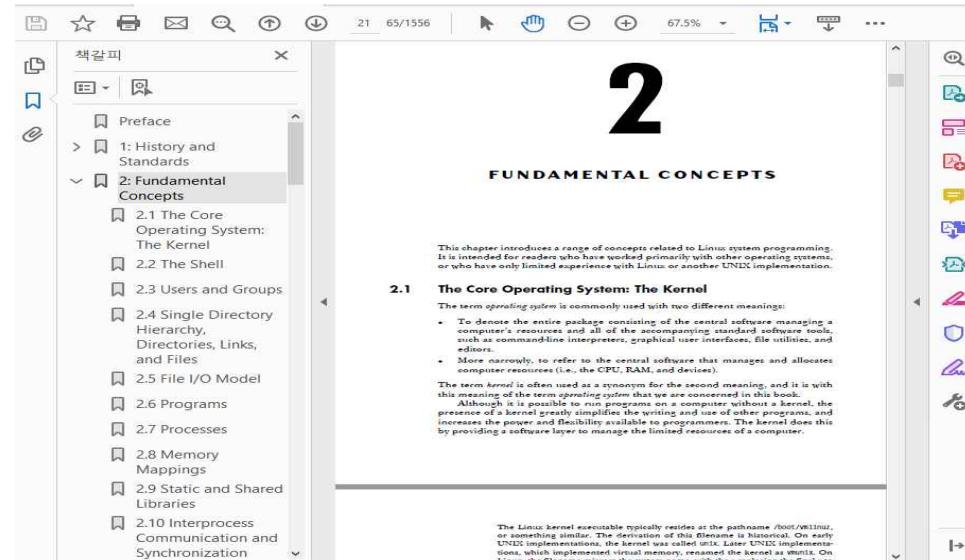 21 65/1556 67.5%
책갈피
Preface
1: History and
Standards
2: Fundamental
Concepts
2.1 The Core
Operating System:
The Kernel
2.2 The Shell
2.3 Users and Groups
2.4 Single Directory
Hierarchy,
Directories, Links,
and Files
2.5 File I/O Model
2.6 Programs
2.7 Processes
2.8 Memory
Mappings
2.9 Static and Shared
Libraries
2.10 Interprocess
Communication and
Synchronization
2
FUNDAMENTAL CONCEPTS
This chapter introduces a range of concepts related to Linux system programming.
It is intended for readers who have worked primarily with other operating systems,
or who have only limited experience with Linux or another UNIX implementation.
2.1 The Core Operating System: The Kernel
The term operating system is commonly used with two different meanings:
• To denote the entire package consisting of the central software managing a
computer's resources and all of the accompanying standard software tools,
such as command-line interpreters, graphical user interfaces, file utilities, and
editors.
• More narrowly, to refer to the central software that manages and allocates
computer resources (i.e., the CPU, RAM, and devices).
The term kernel is often used as a synonym for the second meaning, and it is with
this meaning of the term operating system that we are concerned in this book.
Although it is possible to run programs on a computer without a kernel, the
presence of a kernel greatly simplifies the writing and use of other programs, and
increases the power and flexibility available to programmers. The kernel does this
by providing a software layer to manage the limited resources of a computer.
The Linux kernel executable typically resides at the pathname /boot/vmlinuz,
or something similar. The derivation of this filename is historical. On early
UNIX implementations, the kernel was called unix. Later UNIX implementa-
tions, which implemented virtual memory, renamed the kernel as vmunix. On